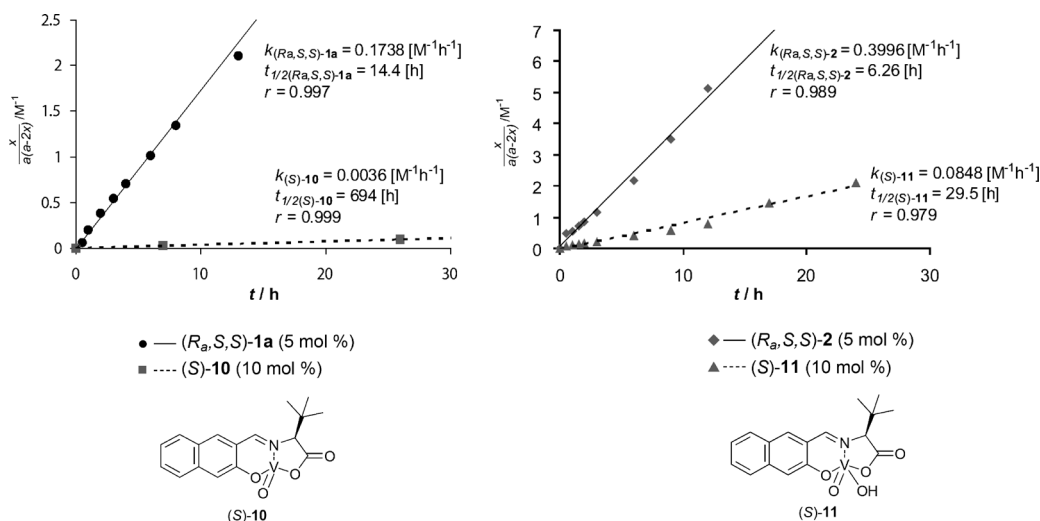 2.5
2
1.5
1
0.5
0
x
a(a-2x)
/M⁻¹
k(Ra,S,S)-1a = 0.1738 [M⁻¹h⁻¹]
t1/2(Ra,S,S)-1a = 14.4 [h]
r = 0.997
k(S)-10 = 0.0036 [M⁻¹h⁻¹]
t1/2(S)-10 = 694 [h]
r = 0.999
0 10 20 30
t / h
(Ra,S,S)-1a (5 mol %)
(S)-10 (10 mol %)
N
V
O
O
O
O
(S)-10
7
6
5
4
3
2
1
0
x
a(a-2x)
/M⁻¹
k(Ra,S,S)-2 = 0.3996 [M⁻¹h⁻¹]
t1/2(Ra,S,S)-2 = 6.26 [h]
r = 0.989
k(S)-11 = 0.0848 [M⁻¹h⁻¹]
t1/2(S)-11 = 29.5 [h]
r = 0.979
0 10 20 30
t / h
(Ra,S,S)-2 (5 mol %)
(S)-11 (10 mol %)
N
V
O
O
O
O
OH
(S)-11